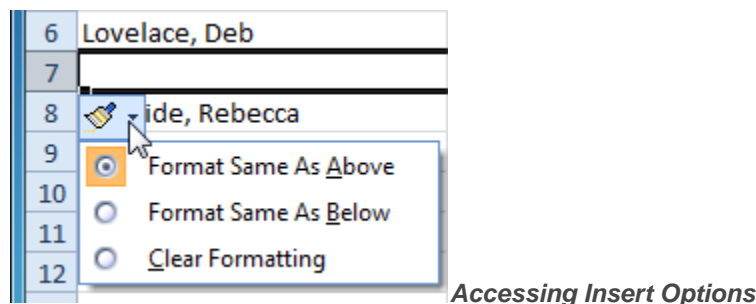 6 Lovelace, Deb
7
8 ide, Rebecca
9
Format Same As Above
10
Format Same As Below
11
Clear Formatting
12
Accessing Insert Options